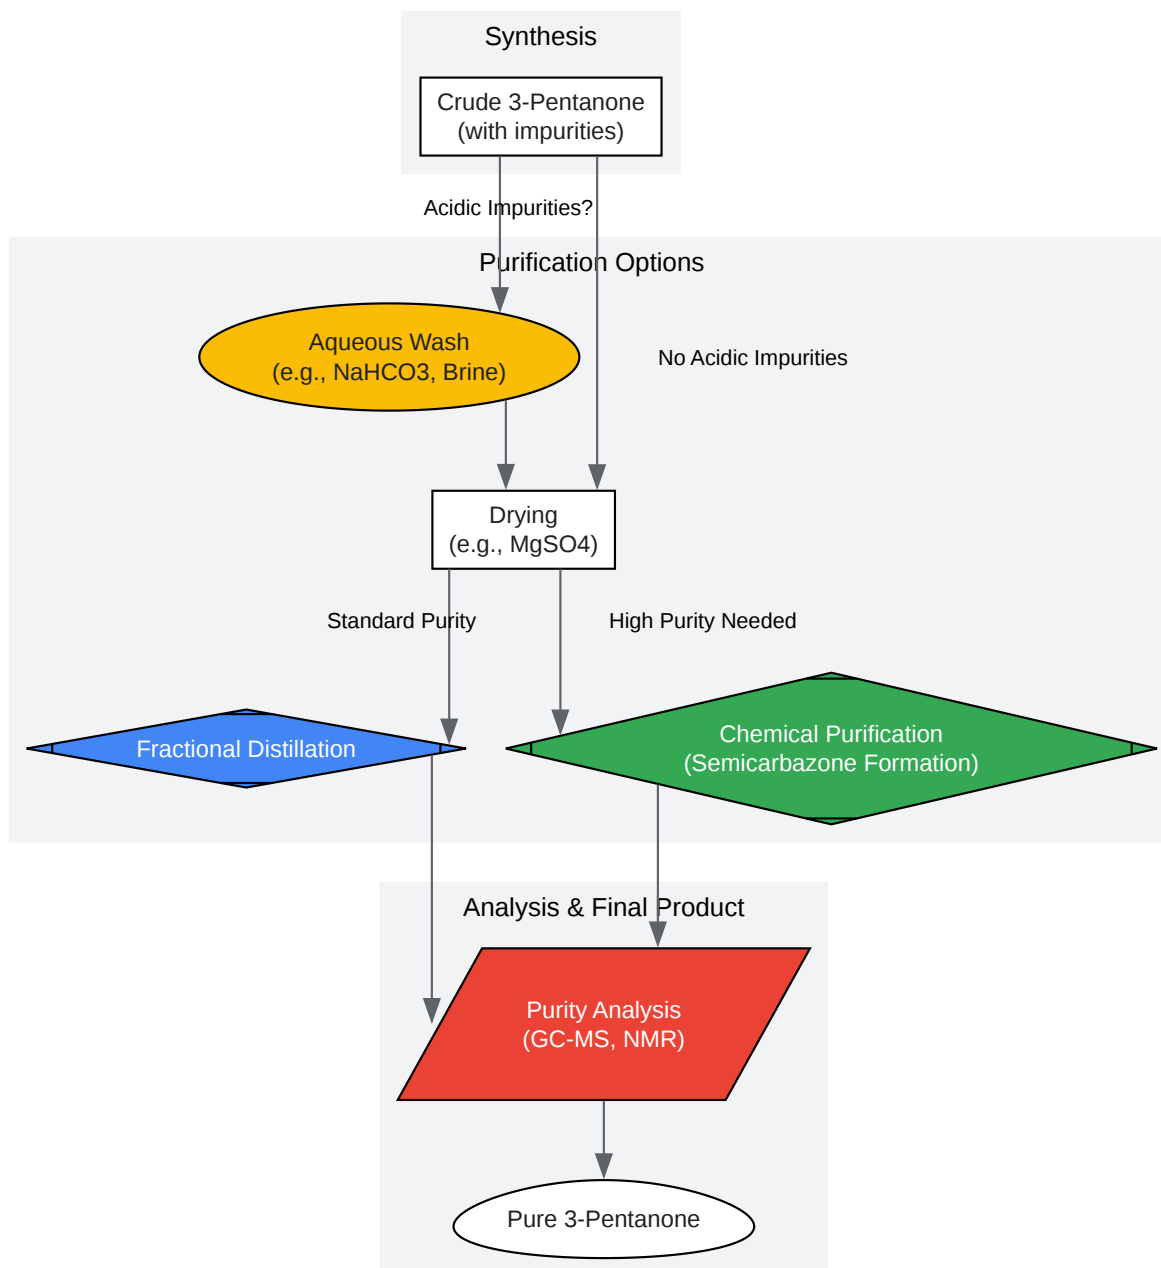 Synthesis
Crude 3-Pentanone
(with impurities)
Acidic Impurities?
Purification Options
Aqueous Wash
(e.g., NaHCO3, Brine)
No Acidic Impurities
Drying
(e.g., MgSO4)
Standard Purity
High Purity Needed
Fractional Distillation
Chemical Purification
(Semicarbazone Formation)
Analysis & Final Product
Purity Analysis
(GC-MS, NMR)
Pure 3-Pentanone